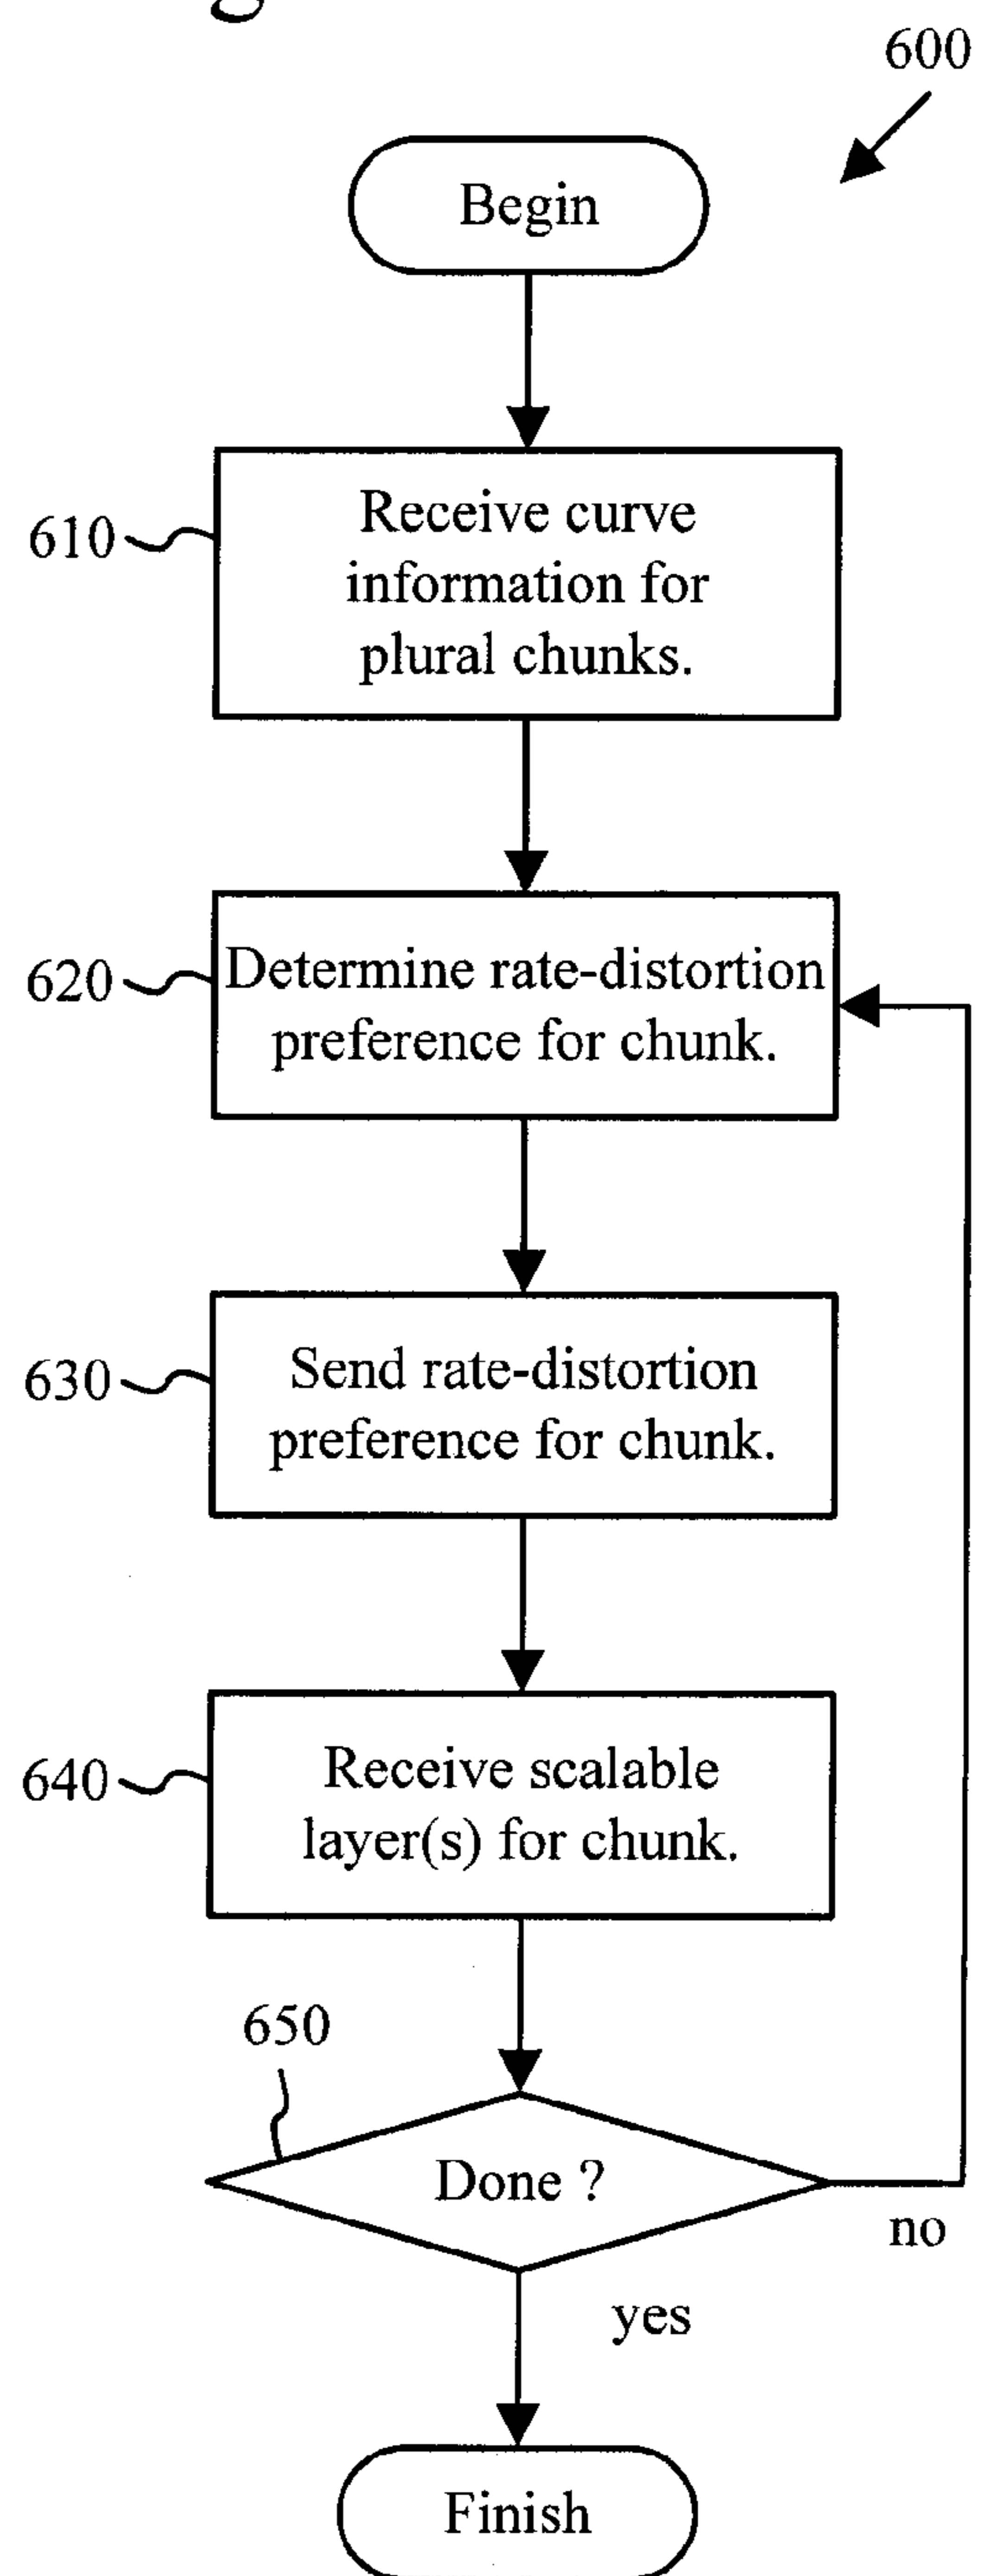 600
Begin
610
Receive curve
information for
plural chunks.
620
Determine rate-distortion
preference for chunk.
630
Send rate-distortion
preference for chunk.
640
Receive scalable
layer(s) for chunk.
650
Done ?
no
yes
Finish